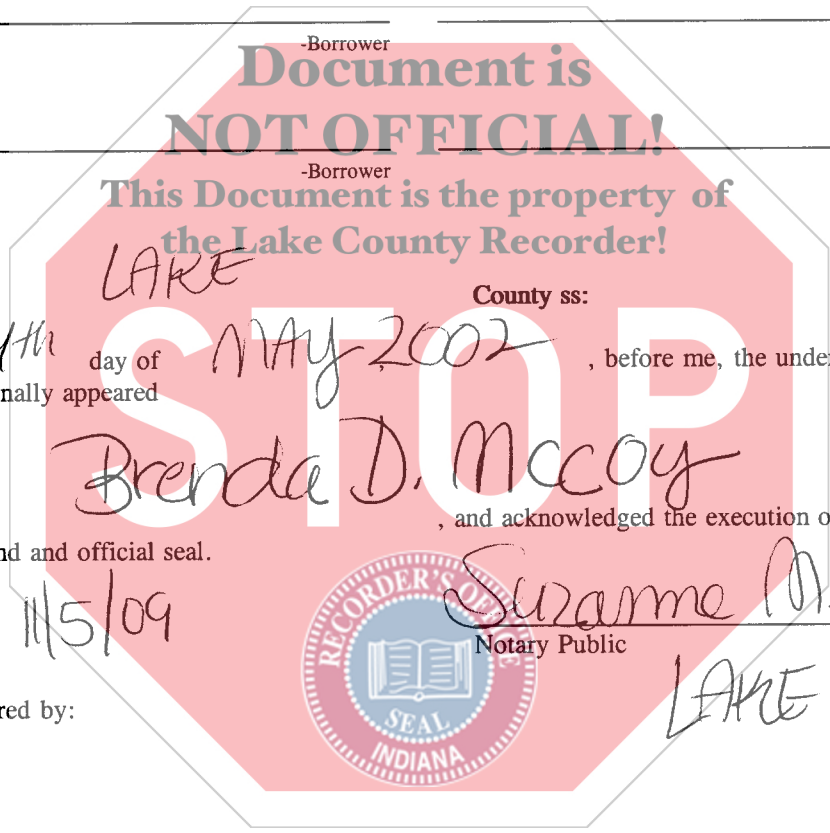 -Borrower
Document is
NOT OFFICIAL!
-Borrower
This Document is the property of
the Lake County Recorder!
LAKE
County ss:
day of MAY 2002 , before me, the under
nally appeared
Brenda D. Mccoy
, and acknowledged the execution o
nd and official seal.
11/5/09
Suzanne M.
Notary Public
LAKE
red by:
STOP
RECORDER'S OFFICE
SEAL
INDIANA